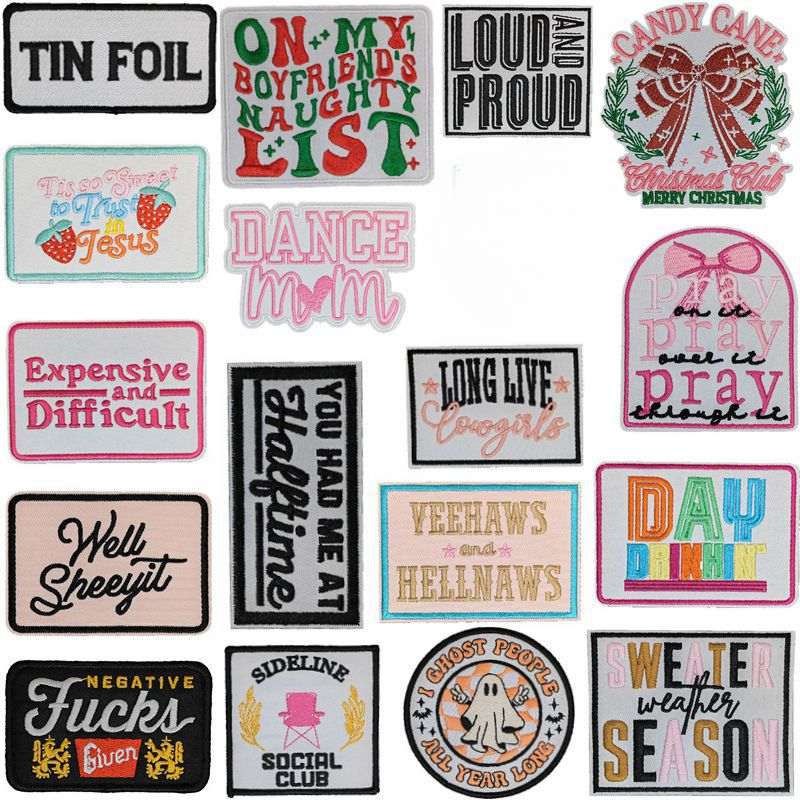 TIN FOIL
ON MY
BOYFRIEND'S
NAUGHTY
LIST
LOUD AND
PROUD
CANDY CANE
Christmas Club
MERRY CHRISTMAS
Tis so Sweet
to Trust
in
Jesus
DANCE
mom
pray
on it
pray
over it
pray
through it
Expensive
and
Difficult
YOU HAD ME AT
Halftime
LONG LIVE
Cowgirls
Well
Sheeyit
YEEHAWS
and
HELLNAWS
DAY
DRINKIN'
NEGATIVE
Fucks
Given
SIDELINE
SOCIAL
CLUB
I GHOST PEOPLE
ALL YEAR LONG
SWEATER
weather
SEASON